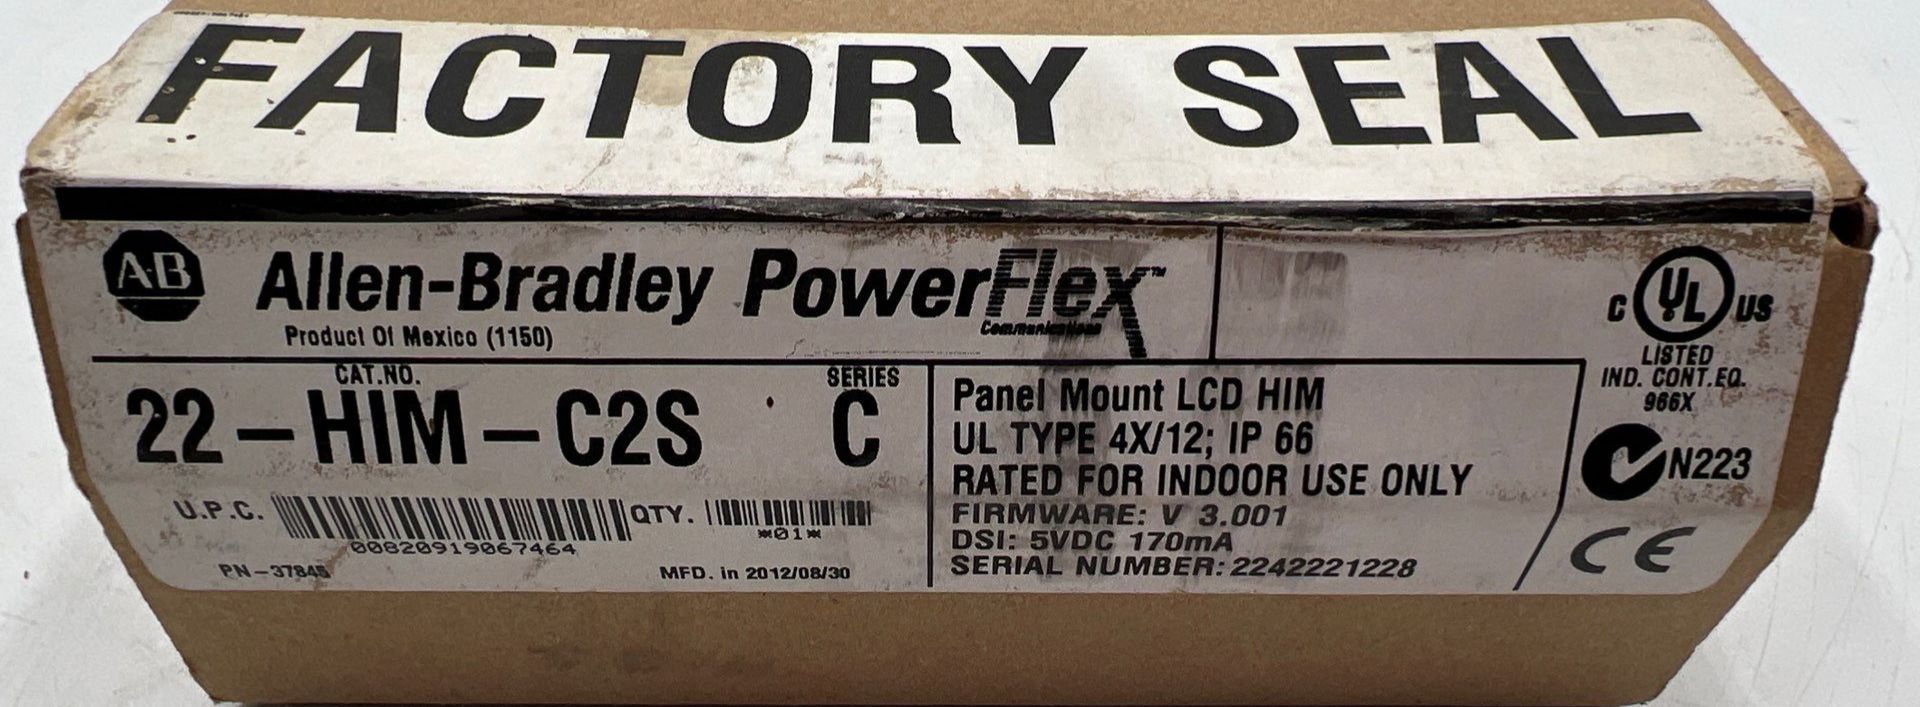 FACTORY SEAL
A-B Allen-Bradley PowerFlex™
Communications
Product Of Mexico (1150)
CAT.NO.
22-HIM-C2S
SERIES
C
U.P.C.
00820919067464
QTY.
*01*
PN-37845
MFD. in 2012/08/30
Panel Mount LCD HIM
UL TYPE 4X/12; IP 66
RATED FOR INDOOR USE ONLY
FIRMWARE: V 3.001
DSI: 5VDC 170mA
SERIAL NUMBER: 2242221228
C UL US
LISTED
IND. CONT.EQ.
966X
N223
CE